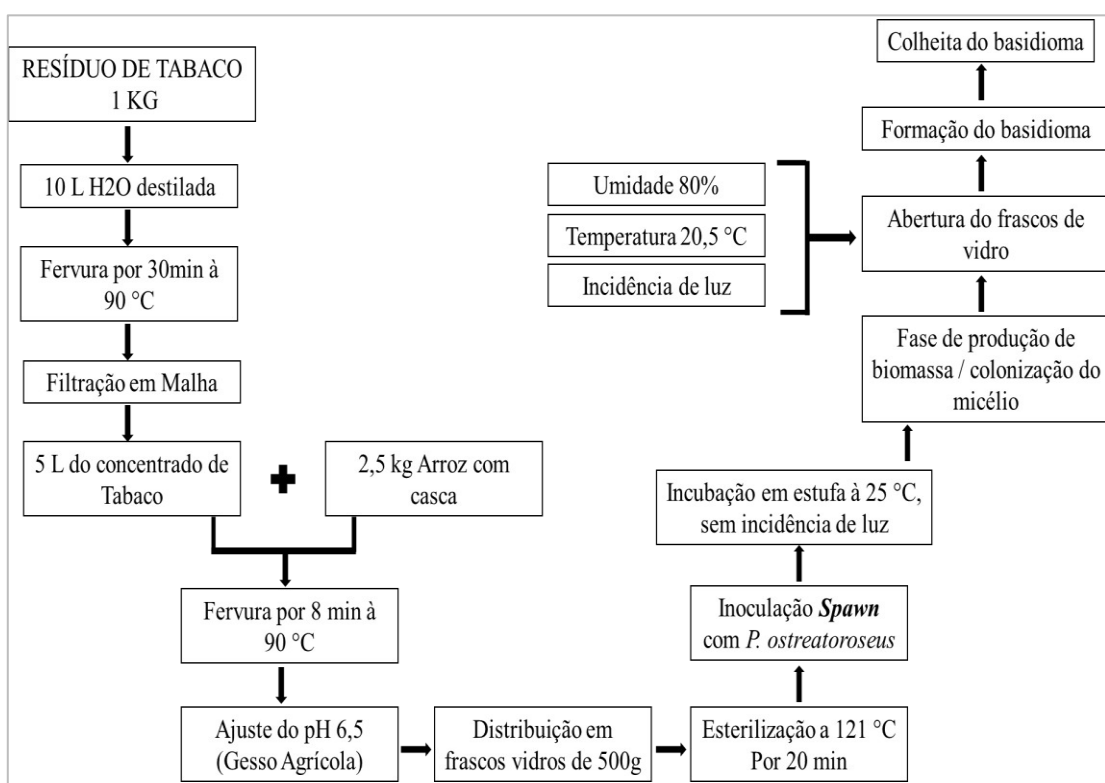 RESÍDUO DE TABACO
1 KG
10 L H2O destilada
Fervura por 30min à
90 °C
Filtração em Malha
5 L do concentrado de
Tabaco
2,5 kg Arroz com
casca
Fervura por 8 min à
90 °C
Ajuste do pH 6,5
(Gesso Agrícola)
Distribuição em
frascos vidros de 500g
Esterilização a 121 °C
Por 20 min
Inoculação Spawn
com P. ostreatoroseus
Incubação em estufa à 25 °C,
sem incidência de luz
Fase de produção de
biomassa / colonização do
micélio
Umidade 80%
Temperatura 20,5 °C
Incidência de luz
Abertura do frascos de
vidro
Formação do basidioma
Colheita do basidioma